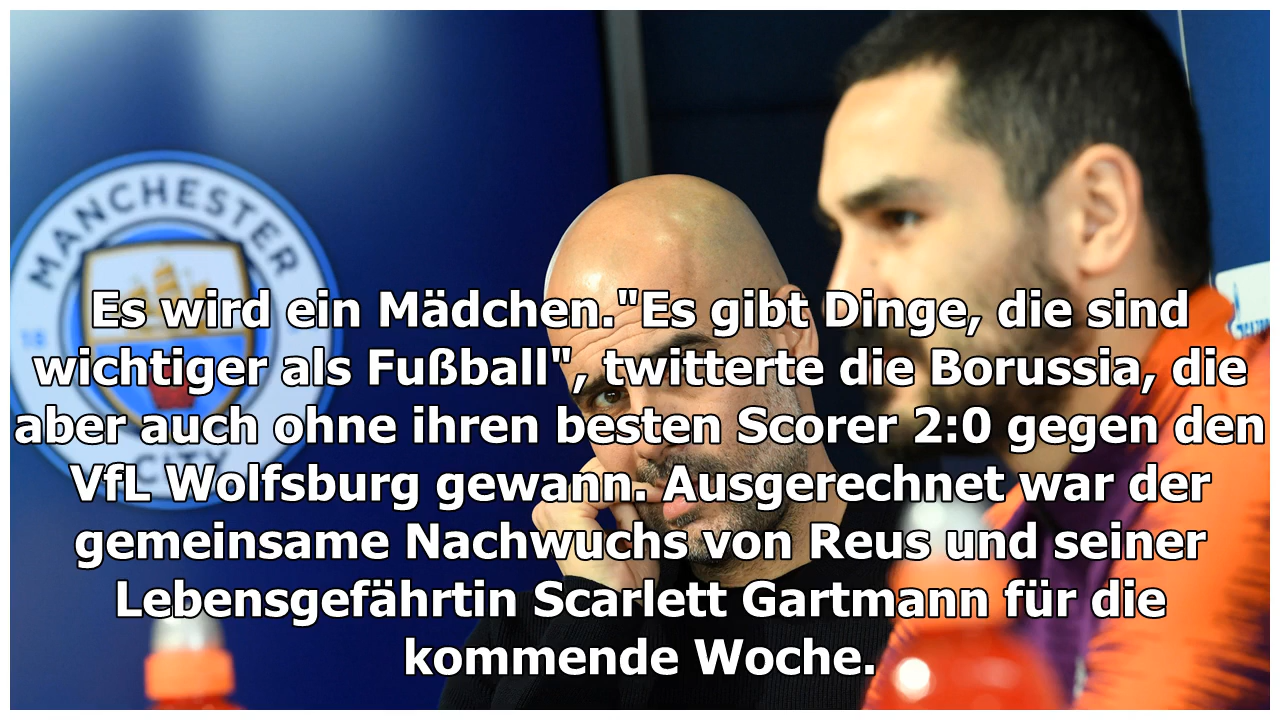 MANCHESTER
18
CITY
Es wird ein Mädchen."Es gibt Dinge, die sind
wichtiger als Fußball", twitterte die Borussia, die
aber auch ohne ihren besten Scorer 2:0 gegen den
VfL Wolfsburg gewann. Ausgerechnet war der
gemeinsame Nachwuchs von Reus und seiner
Lebensgefährtin Scarlett Gartmann für die
kommende Woche.